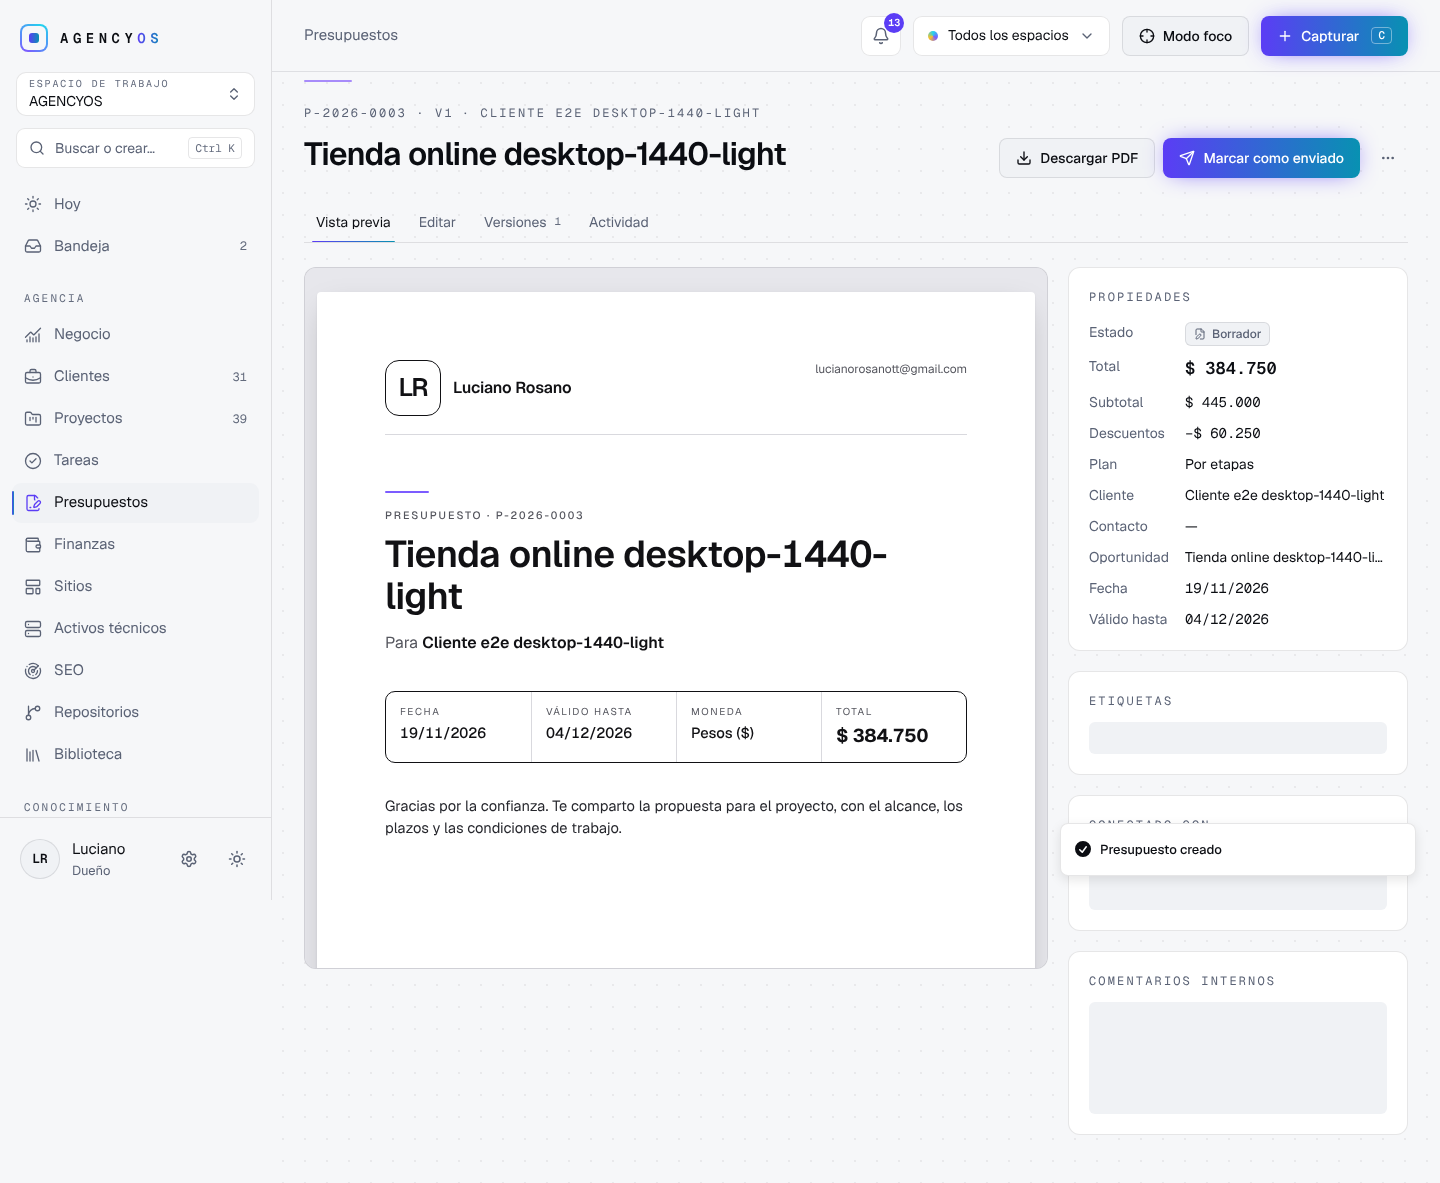 AGENCYOS
ESPACIO DE TRABAJO
AGENCYOS
Buscar o crear...
Ctrl K
Hoy
Bandeja 2
AGENCIA
Negocio
Clientes 31
Proyectos 39
Tareas
Presupuestos
Finanzas
Sitios
Activos técnicos
SEO
Repositorios
Biblioteca
CONOCIMIENTO
LR
Luciano
Dueño
Presupuestos
13
Todos los espacios
Modo foco
Capturar C
P-2026-0003 · V1 · CLIENTE E2E DESKTOP-1440-LIGHT
Tienda online desktop-1440-light
Descargar PDF
Marcar como enviado
Vista previa
Editar
Versiones 1
Actividad
LR
Luciano Rosano
lucianorosanott@gmail.com
PRESUPUESTO · P-2026-0003
Tienda online desktop-1440-
light
Para Cliente e2e desktop-1440-light
FECHA
19/11/2026
VÁLIDO HASTA
04/12/2026
MONEDA
Pesos ($)
TOTAL
$ 384.750
Gracias por la confianza. Te comparto la propuesta para el proyecto, con el alcance, los
plazos y las condiciones de trabajo.
PROPIEDADES
Estado Borrador
Total $ 384.750
Subtotal $ 445.000
Descuentos −$ 60.250
Plan Por etapas
Cliente Cliente e2e desktop-1440-light
Contacto —
Oportunidad Tienda online desktop-1440-li...
Fecha 19/11/2026
Válido hasta 04/12/2026
ETIQUETAS
CONECTADO CON
Presupuesto creado
COMENTARIOS INTERNOS